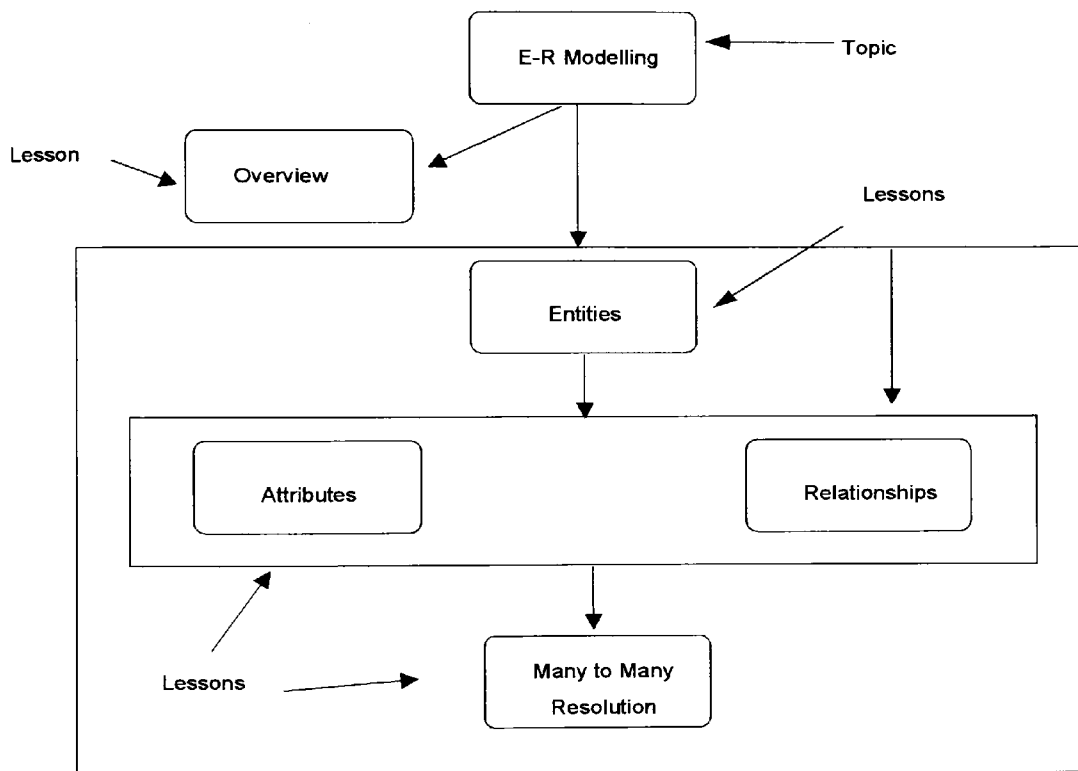 E-R Modelling
Topic
Lesson
Overview
Lessons
Entities
Attributes
Relationships
Lessons
Many to Many
Resolution